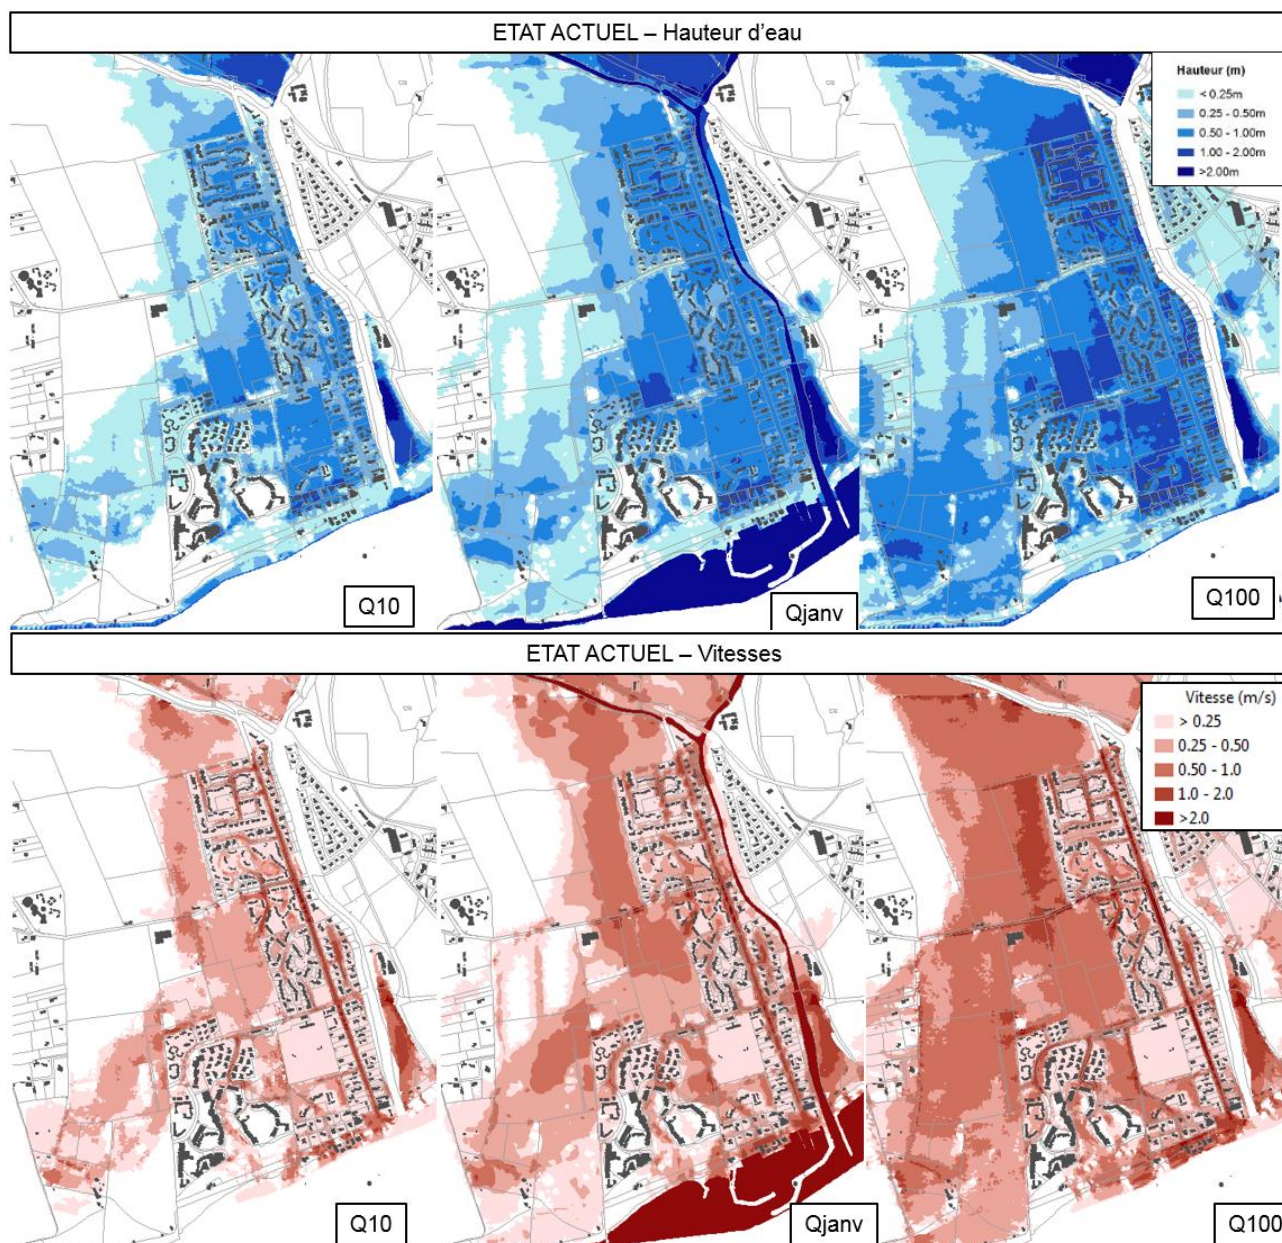 ETAT ACTUEL – Hauteur d'eau
Hauteur (m)
< 0.25m
0.25 - 0.50m
0.50 - 1.00m
1.00 - 2.00m
>2.00m
Q10
Qjanv
Q100
ETAT ACTUEL – Vitesses
Vitesse (m/s)
> 0.25
0.25 - 0.50
0.50 - 1.0
1.0 - 2.0
>2.0
Q10
Qjanv
Q100